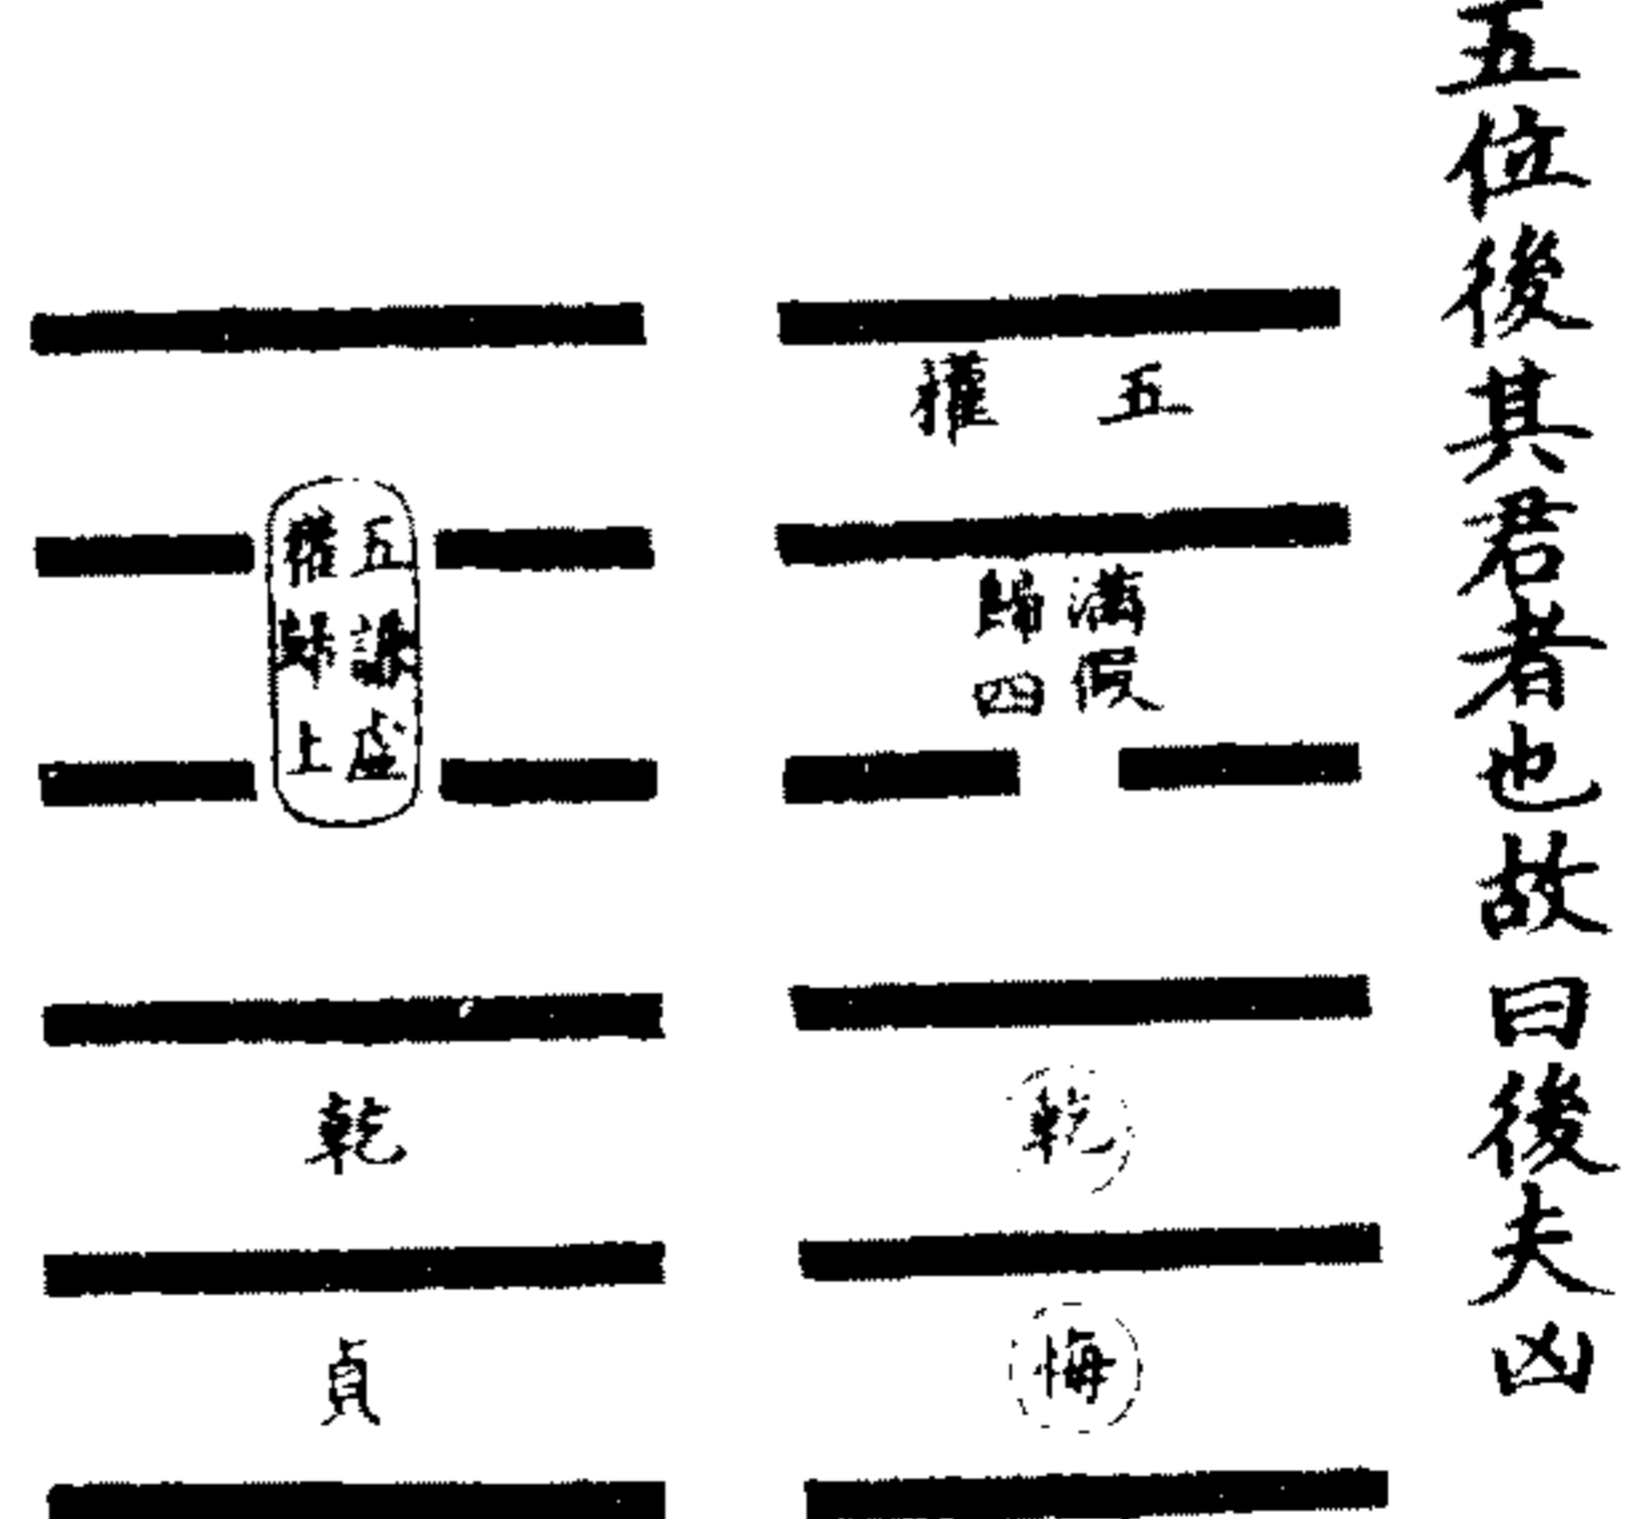 五位後其君者也故曰後夫凶
五權
滿假
歸四
乾
悔
五謙虛
權歸上
乾
貞